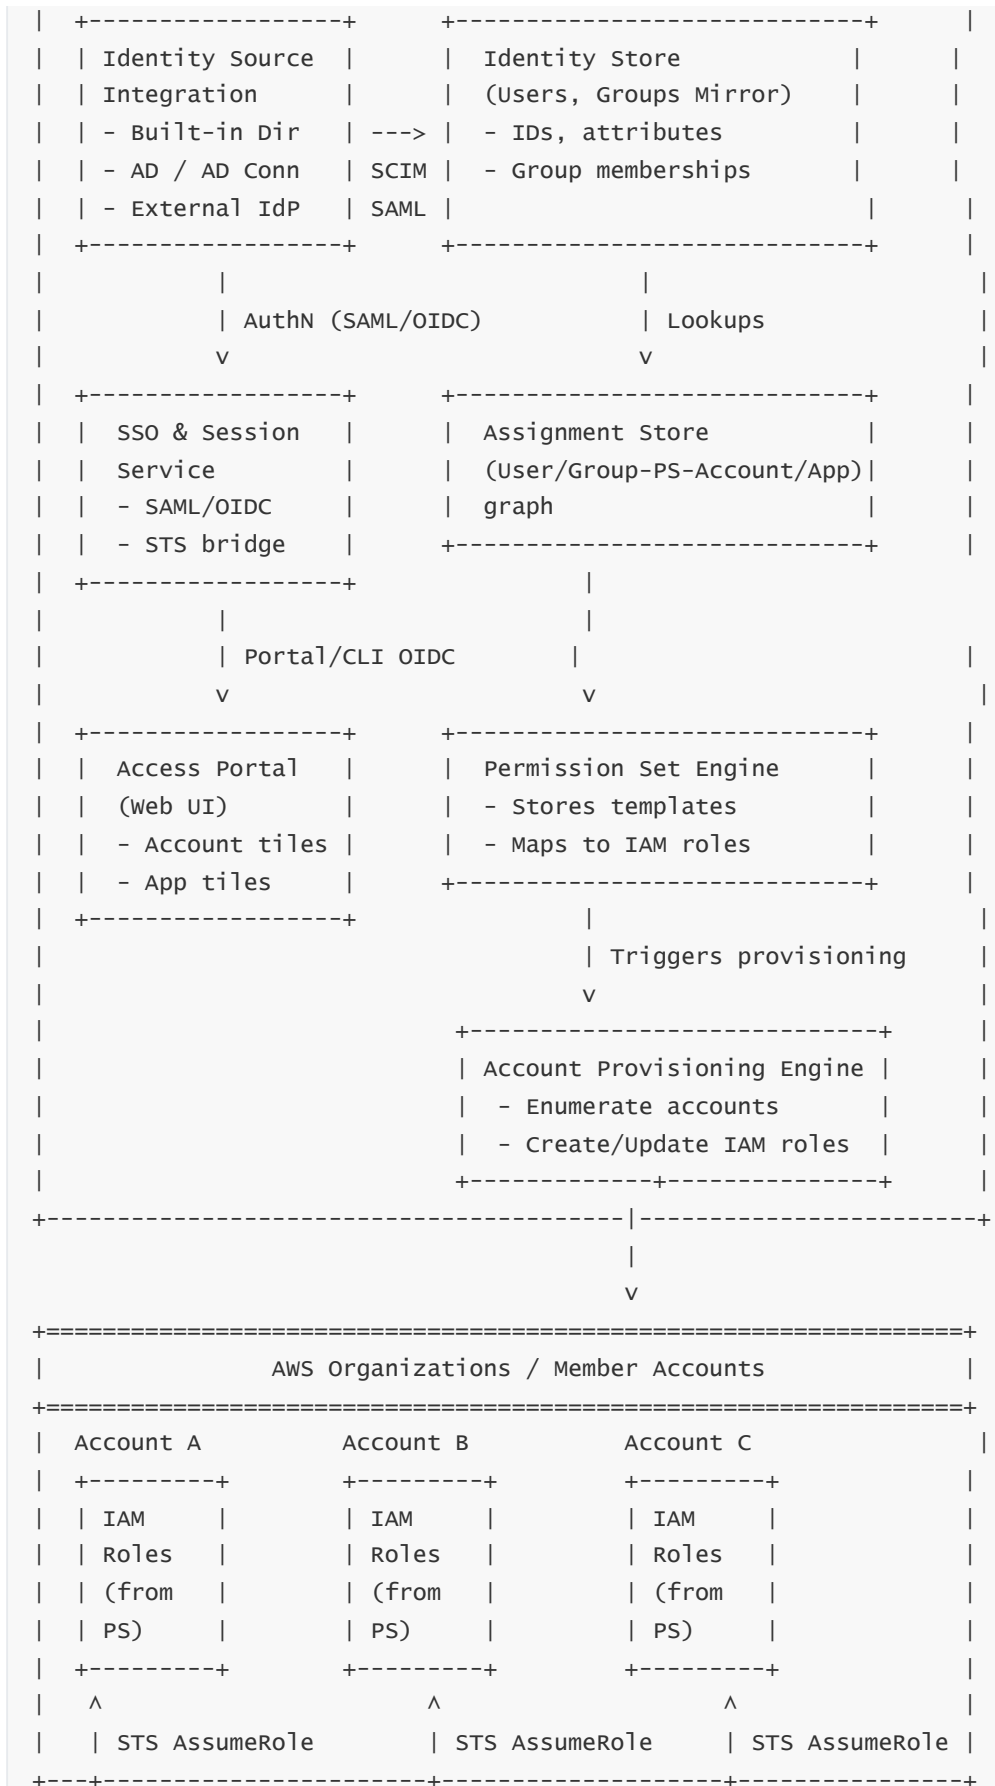 |  +------------------+      +-----------------------------+      |
|  | Identity Source  |      |  Identity Store            |      |
|  | Integration      |      |  (Users, Groups Mirror)    |      |
|  | - Built-in Dir   | ---> |  - IDs, attributes         |      |
|  | - AD / AD Conn   | SCIM |  - Group memberships       |      |
|  | - External IdP   | SAML |                             |      |
|  +------------------+      +-----------------------------+      |
|            |                             |                       |
|            | AuthN (SAML/OIDC)           | Lookups               |
|            v                             v                       |
|  +------------------+      +-----------------------------+      |
|  |  SSO & Session   |      |  Assignment Store           |      |
|  |  Service         |      |  (User/Group-PS-Account/App)|      |
|  |  - SAML/OIDC     |      |  graph                      |      |
|  |  - STS bridge    |      +-----------------------------+      |
|  +------------------+                |
|            |                         |
|            | Portal/CLI OIDC        |                           |
|            v                         v                           |
|  +------------------+      +-----------------------------+      |
|  |  Access Portal   |      |  Permission Set Engine      |      |
|  |  (Web UI)        |      |  - Stores templates         |      |
|  |  - Account tiles |      |  - Maps to IAM roles        |      |
|  |  - App tiles     |      +-----------------------------+      |
|  +------------------+                |                           |
|                                      | Triggers provisioning     |
|                                      v                           |
|                             +-----------------------------+      |
|                             | Account Provisioning Engine |      |
|                             |  - Enumerate accounts       |      |
|                             |  - Create/Update IAM roles  |      |
|                             +-------------+---------------+      |
+-----------------------------------------|------------------------+
                                          |
                                          v
+=================================================================+
|                AWS Organizations / Member Accounts              |
+=================================================================+
|  Account A          Account B           Account C                |
|  +---------+        +---------+         +---------+             |
|  | IAM     |        | IAM     |         | IAM     |             |
|  | Roles   |        | Roles   |         | Roles   |             |
|  | (from   |        | (from   |         | (from   |             |
|  | PS)     |        | PS)     |         | PS)     |             |
|  +---------+        +---------+         +---------+             |
|   ^                       ^                    ^                |
|   | STS AssumeRole        | STS AssumeRole     | STS AssumeRole |
+---+-----------------------+--------------------+----------------+